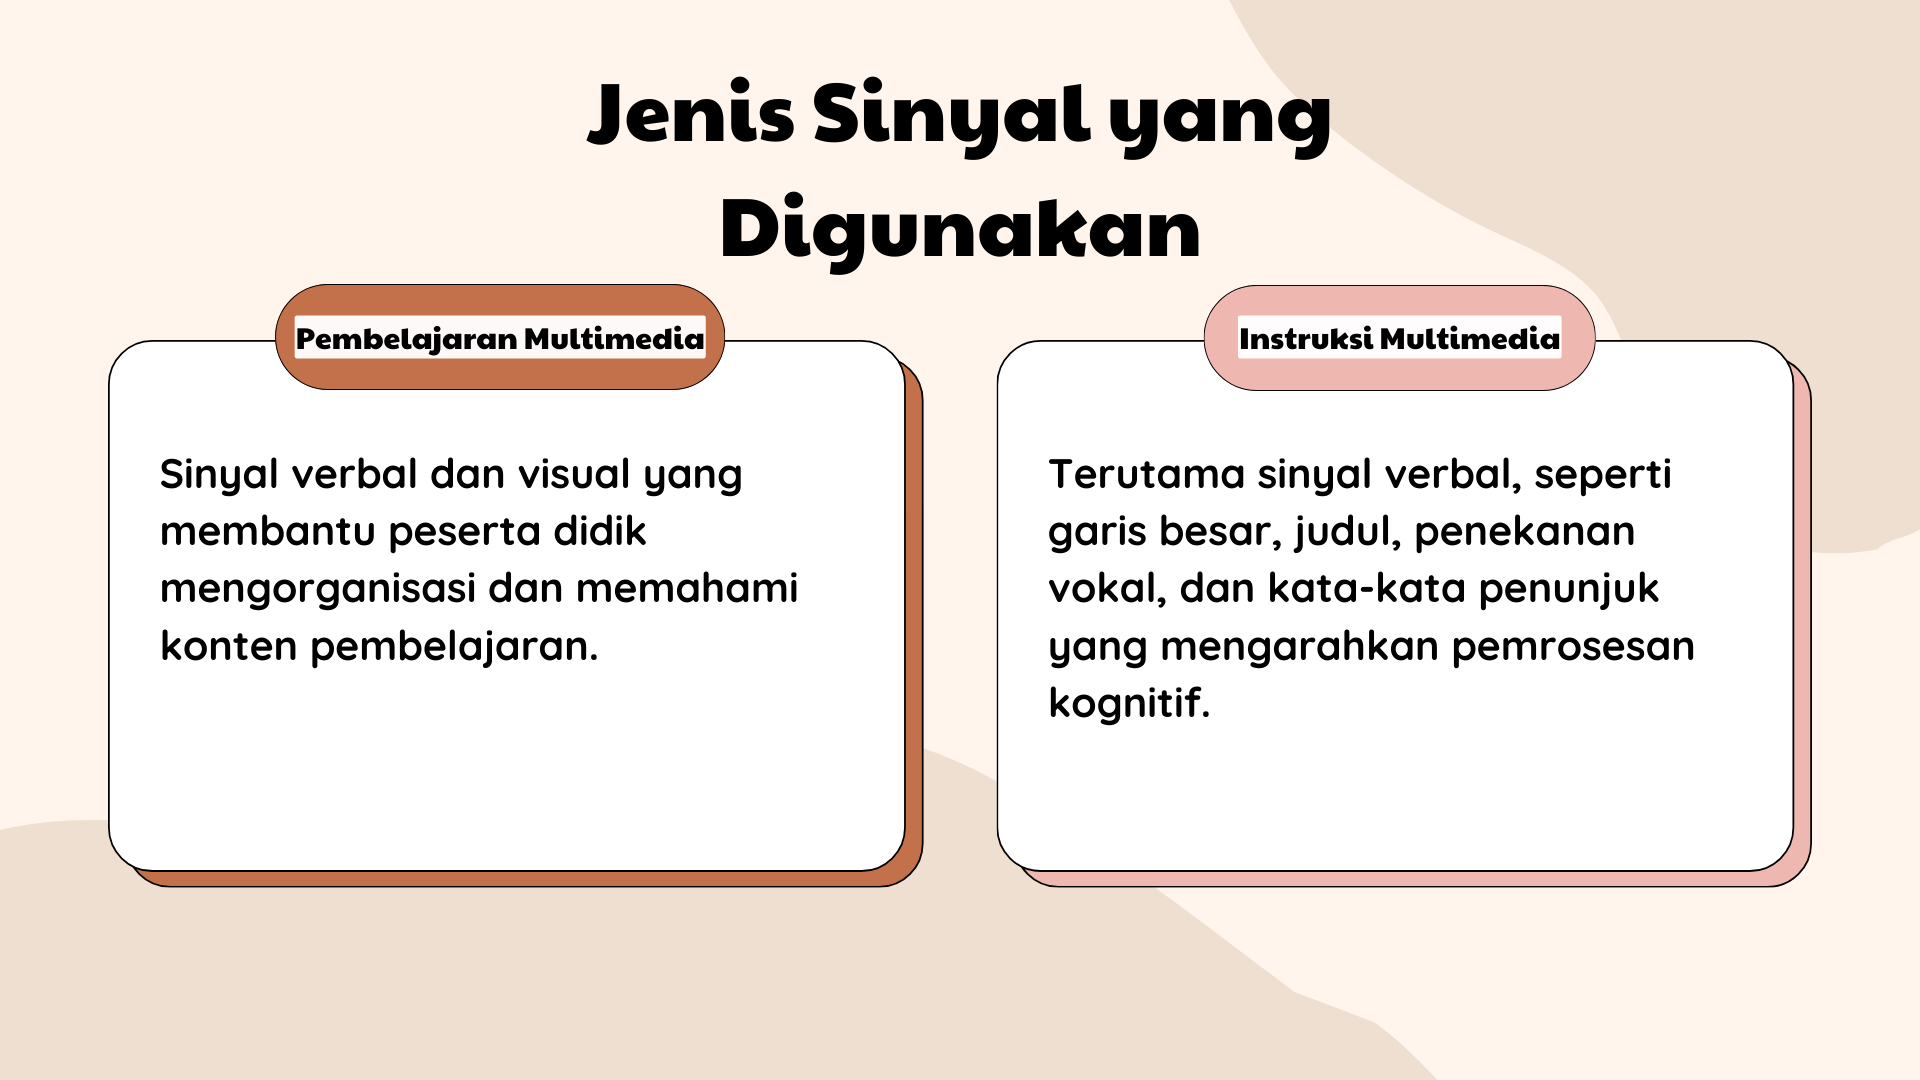 Jenis Sinyal yang
Digunakan
Pembelajaran Multimedia
Sinyal verbal dan visual yang
membantu peserta didik
mengorganisasi dan memahami
konten pembelajaran.
Instruksi Multimedia
Terutama sinyal verbal, seperti
garis besar, judul, penekanan
vokal, dan kata-kata penunjuk
yang mengarahkan pemrosesan
kognitif.